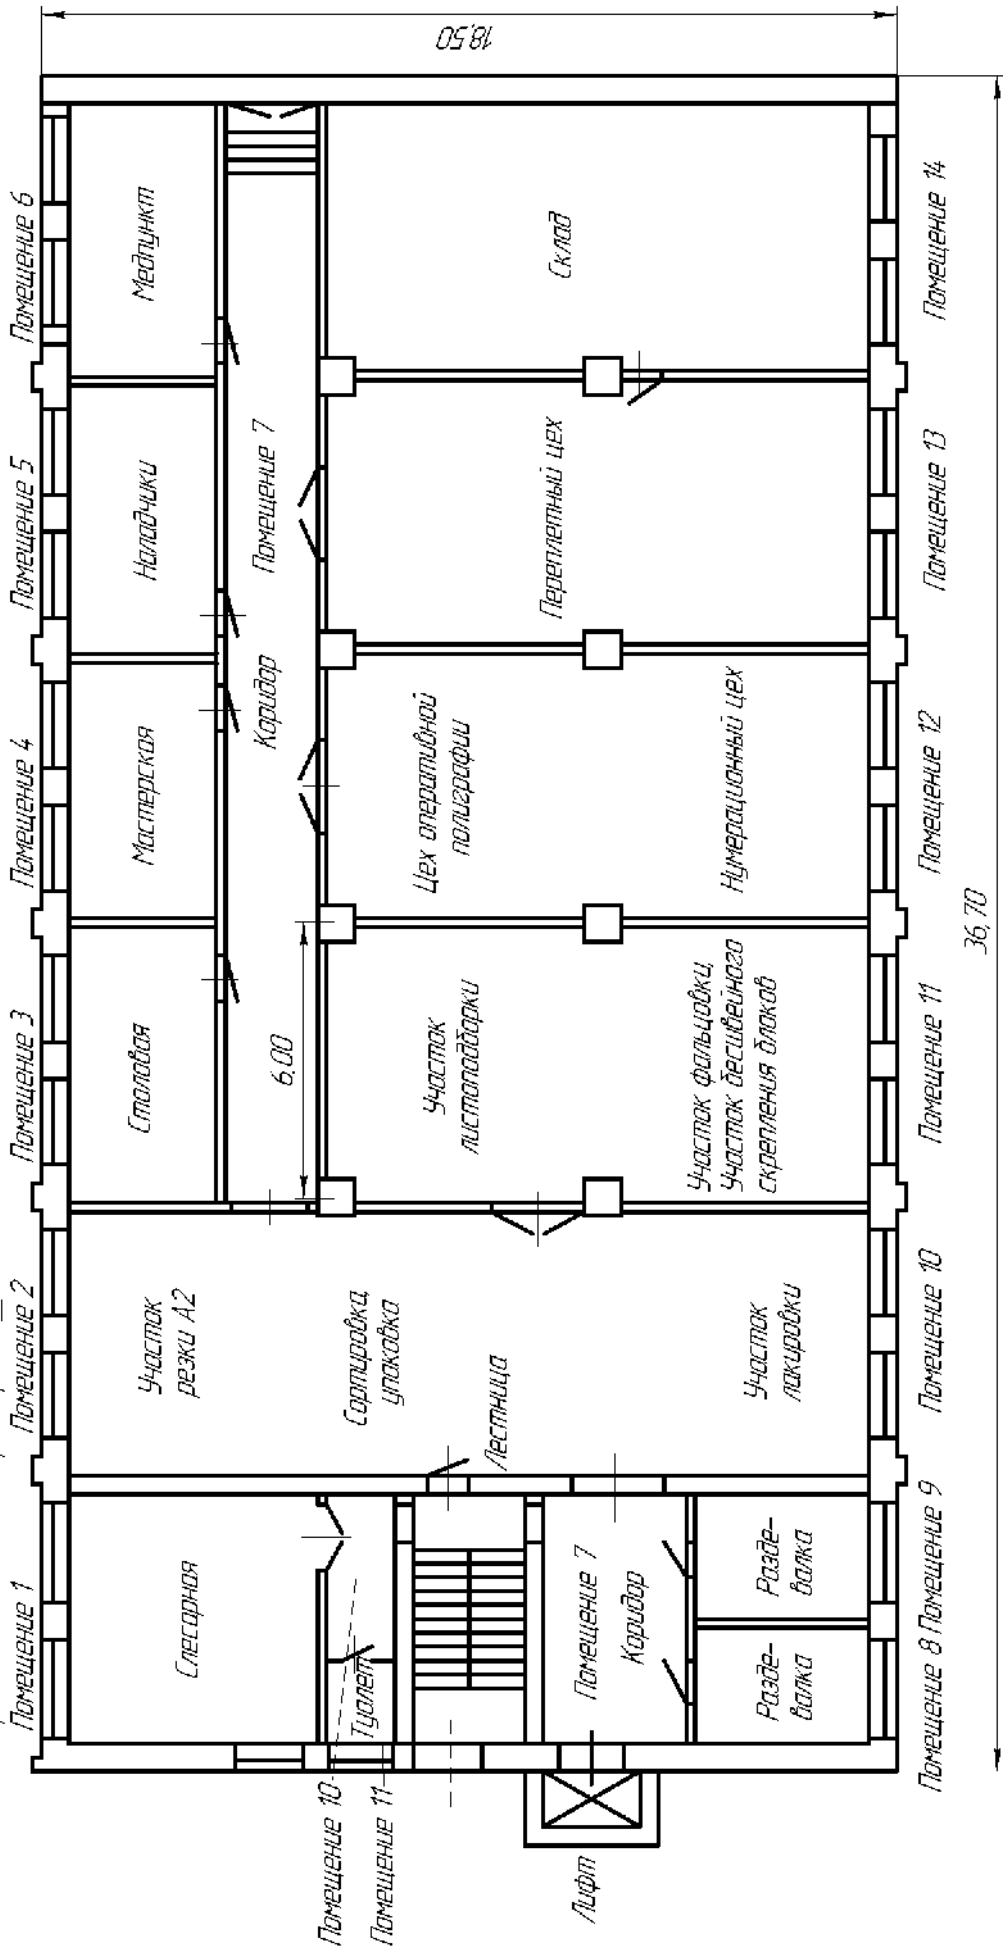 Помещение 1
Помещение 2
Помещение 3
Помещение 4
Помещение 5
Помещение 6
18,50
Слесарная
Участок
резки А2
Столовая
Мастерская
Наладчики
Медпункт
Помещение 10
Помещение 11
Туалет
Сортировка,
упаковка
6,00
Коридор
Помещение 7
Лестница
Участок
листоподборки
Цех оперативной
полиграфии
Переплетный цех
Склад
Лифт
Помещение 7
Коридор
Разде-
валка
Разде-
валка
Участок
лакировки
Участок фальцовки,
Участок бесшвейного
скрепления блоков
Нумерационный цех
Помещение 8
Помещение 9
Помещение 10
Помещение 11
Помещение 12
Помещение 13
Помещение 14
36,70